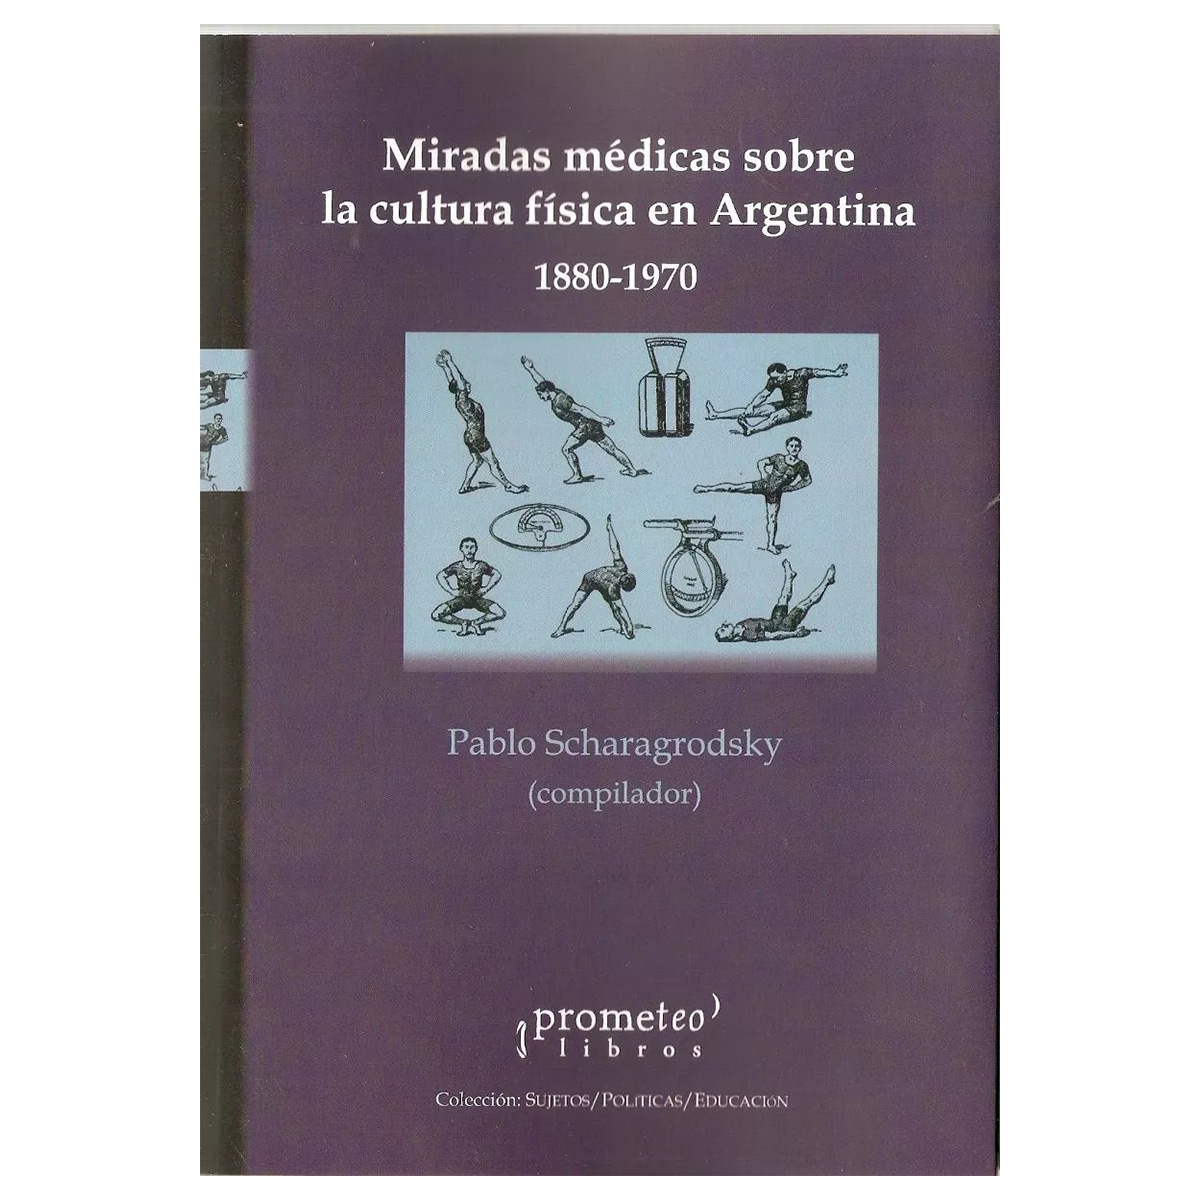 Miradas médicas sobre
la cultura física en Argentina
1880-1970
Pablo Scharagrodsky
(compilador)
prometeo
libros
Colección: SUJETOS/POLÍTICAS/EDUCACIÓN